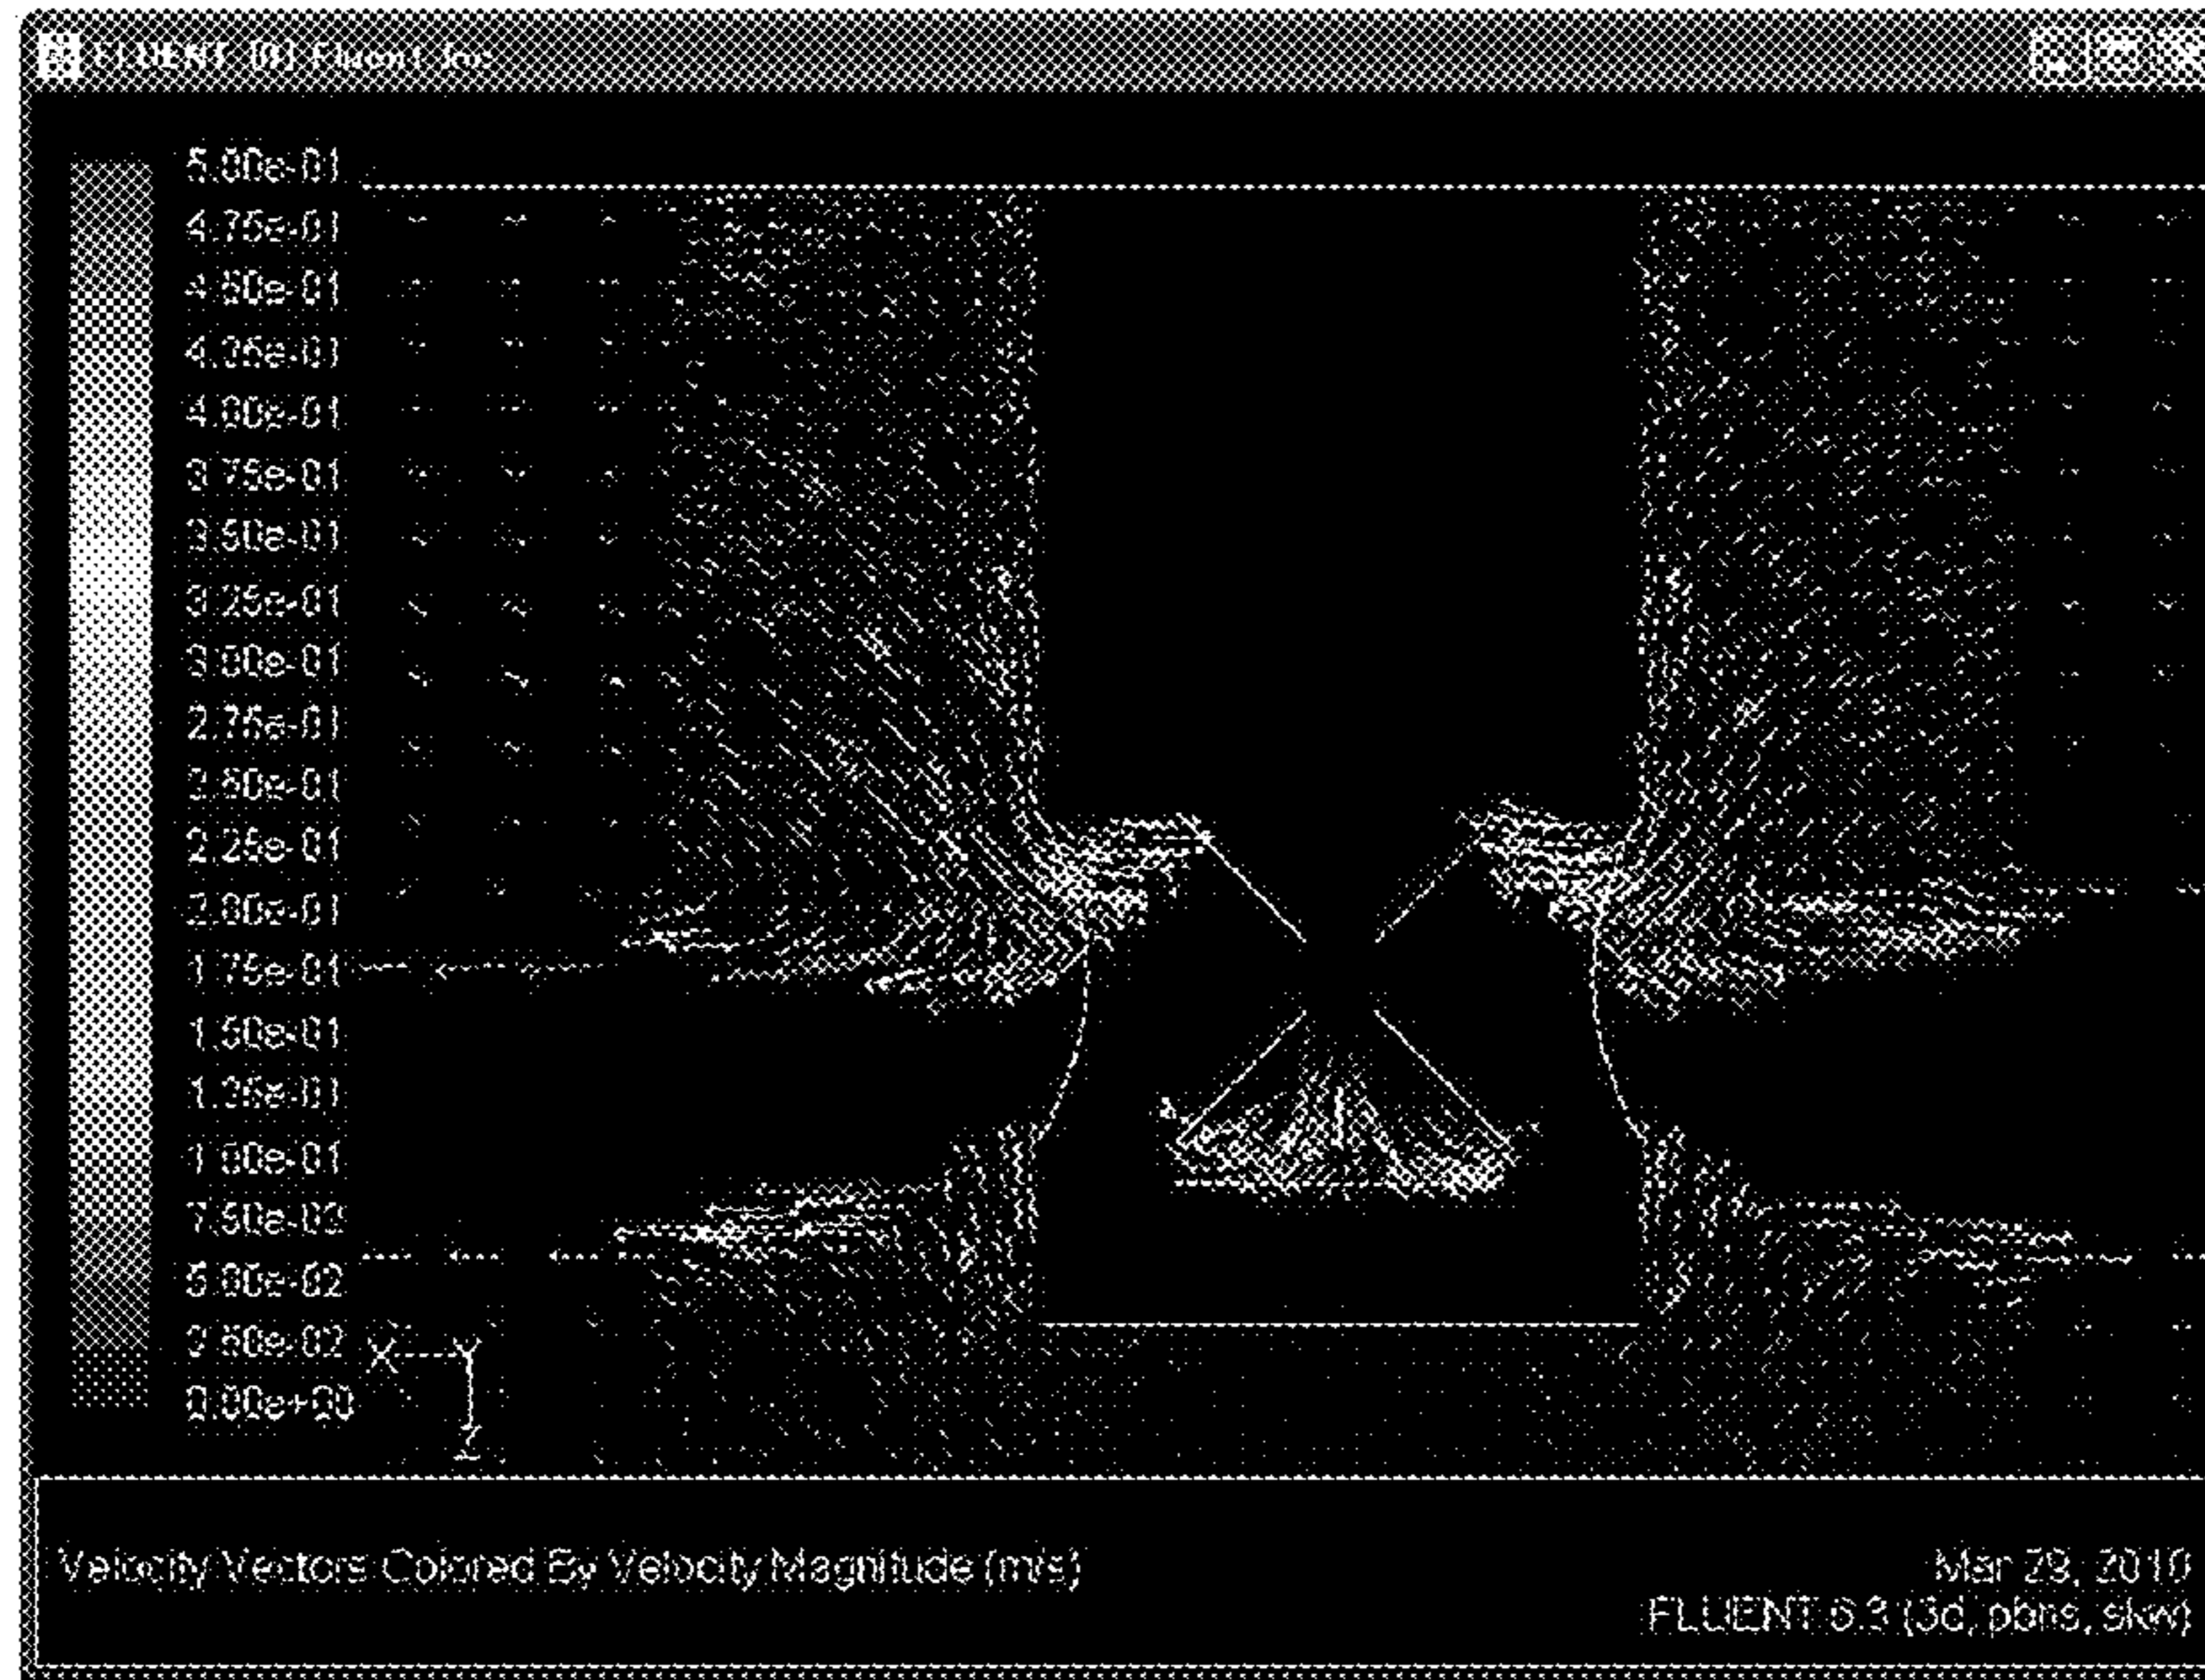 FLUENT [0] Fluent Inc
5.00e-01
4.75e-01
4.50e-01
4.25e-01
4.00e-01
3.75e-01
3.50e-01
3.25e-01
3.00e-01
2.75e-01
2.50e-01
2.25e-01
2.00e-01
1.75e-01
1.50e-01
1.25e-01
1.00e-01
7.50e-02
5.00e-02
2.50e-02
0.00e+00
X Y
Z
Velocity Vectors Colored By Velocity Magnitude (m/s)
Mar 29, 2010
FLUENT 6.3 (3d, pbns, skw)